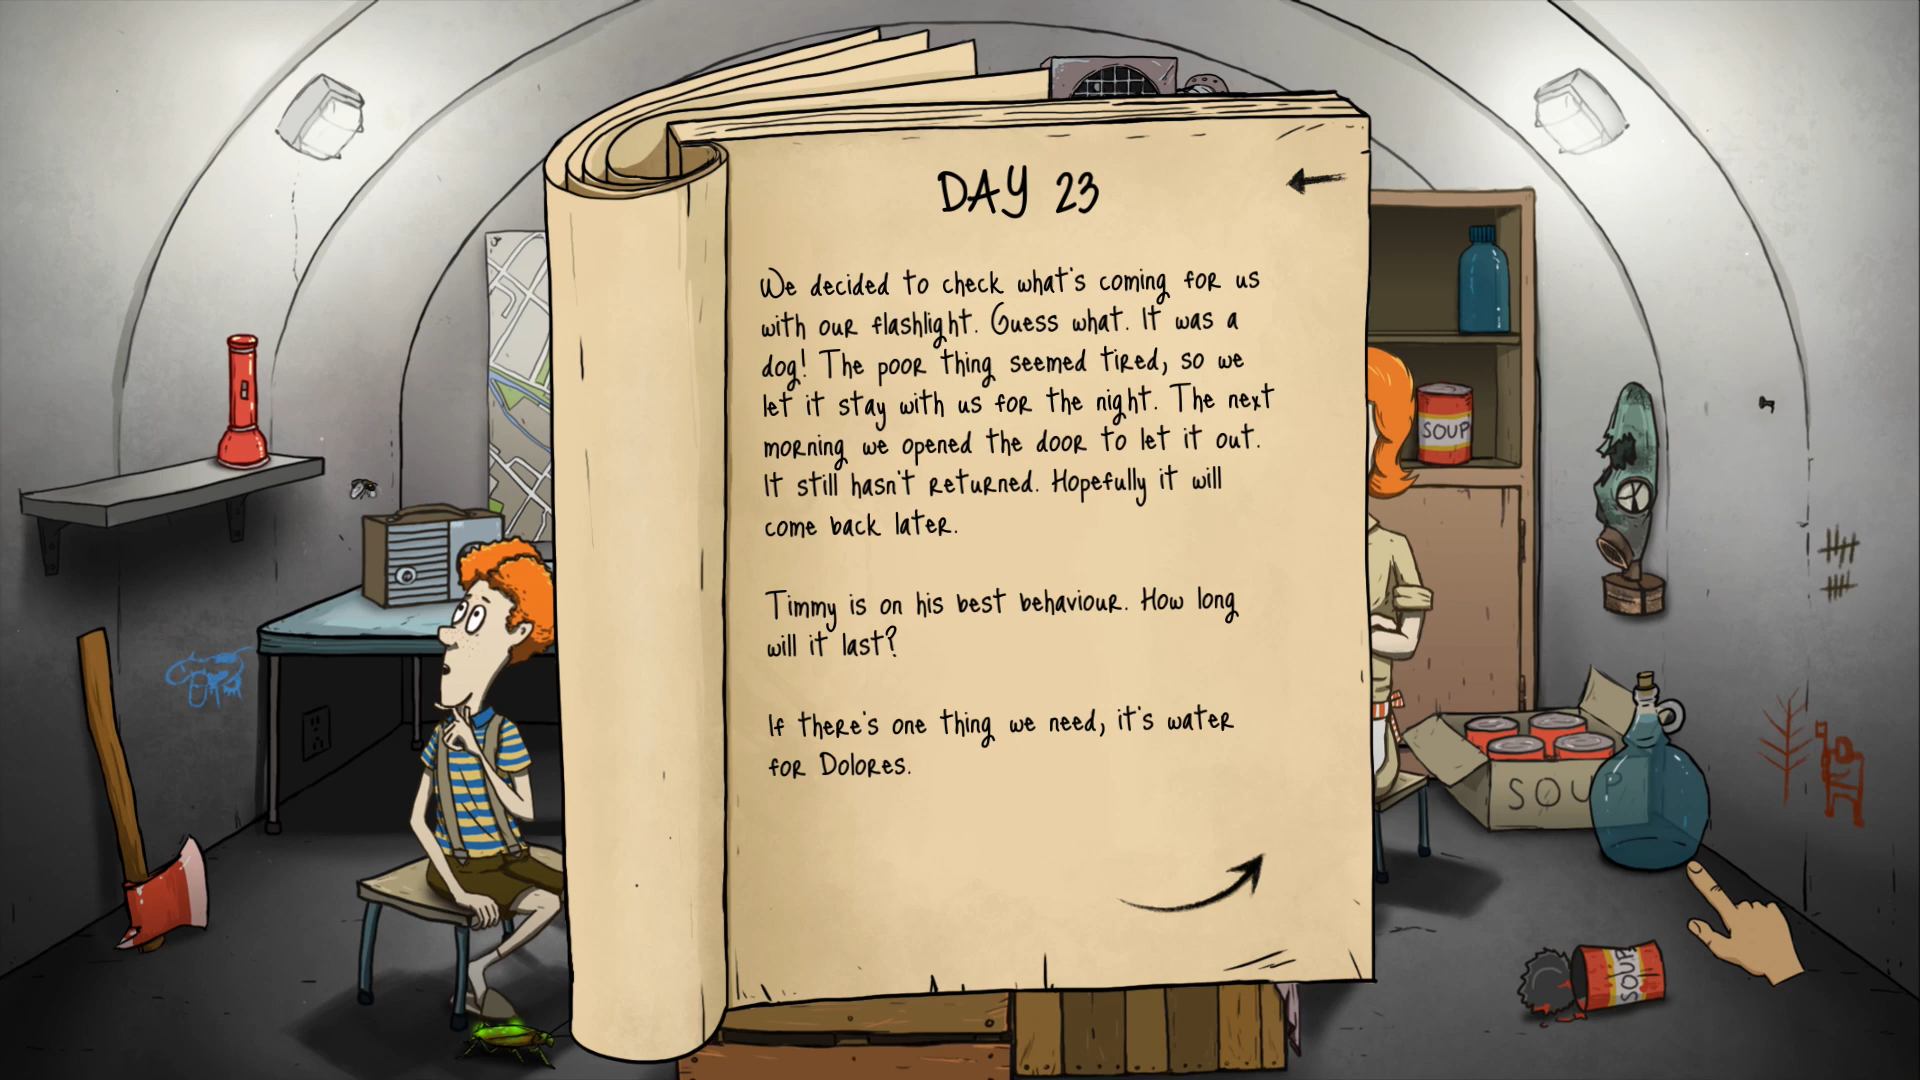 DAY 23
We decided to check what's coming for us
with our flashlight. Guess what. It was a
dog! The poor thing seemed tired, so we
let it stay with us for the night. The next
morning we opened the door to let it out.
It still hasn't returned. Hopefully it will
come back later.
Timmy is on his best behaviour. How long
will it last?
If there's one thing we need, it's water
for Dolores.
SOUP
SOUP
SOUP